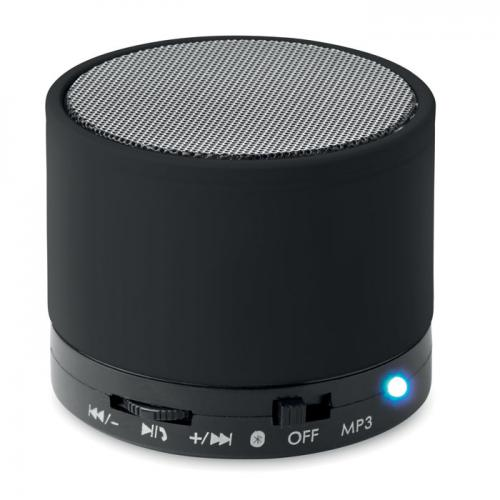 ⏮/- ⏯/📞 +/⏭ OFF MP3